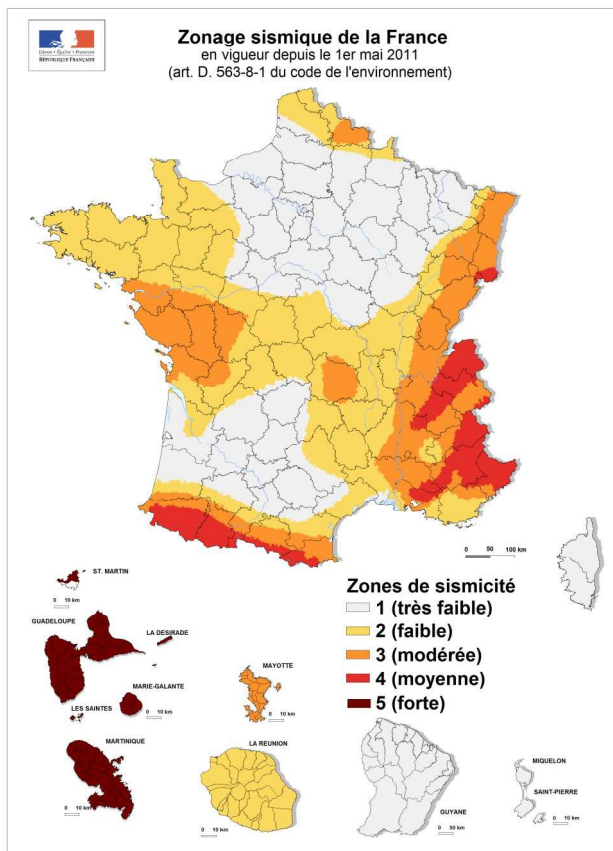 Zonage sismique de la France
en vigueur depuis le 1er mai 2011
(art. D. 563-8-1 du code de l'environnement)
Liberté • Égalité • Fraternité
RÉPUBLIQUE FRANÇAISE
0 50 100 km
ST. MARTIN
0 10 km
GUADELOUPE
LA DESIRADE
MARIE-GALANTE
0 10 km
LES SAINTES
0 10 km
MARTINIQUE
0 10 km
MAYOTTE
0 10 km
LA REUNION
0 10 km
Zones de sismicité
1 (très faible)
2 (faible)
3 (modérée)
4 (moyenne)
5 (forte)
GUYANE
0 50 km
MIQUELON
SAINT-PIERRE
0 10 km